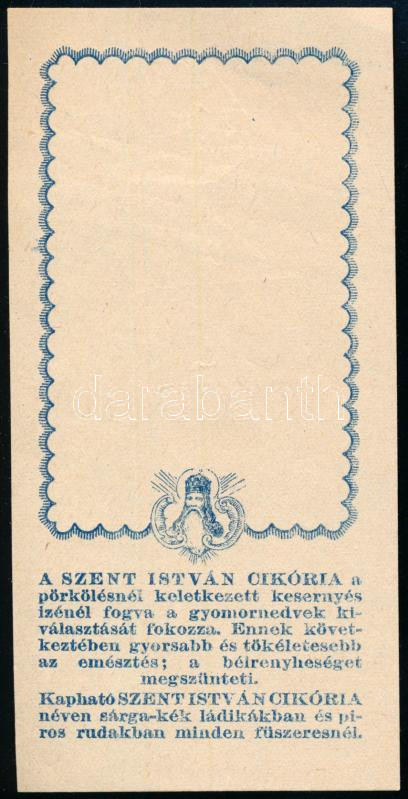 darabanth
A SZENT ISTVÁN CIKÓRIA a
pörkölésnél keletkezett kesernyés
izénél fogva a gyomornedvek ki-
választását fokozza. Ennek követ-
keztében gyorsabb és tökéletesebb
az emésztés; a bélrenyheséget
megszünteti.
Kapható SZENT ISTVÁN CIKÓRIA
néven sárga-kék ládikákban és pi-
ros rudakban minden füszeresnél.